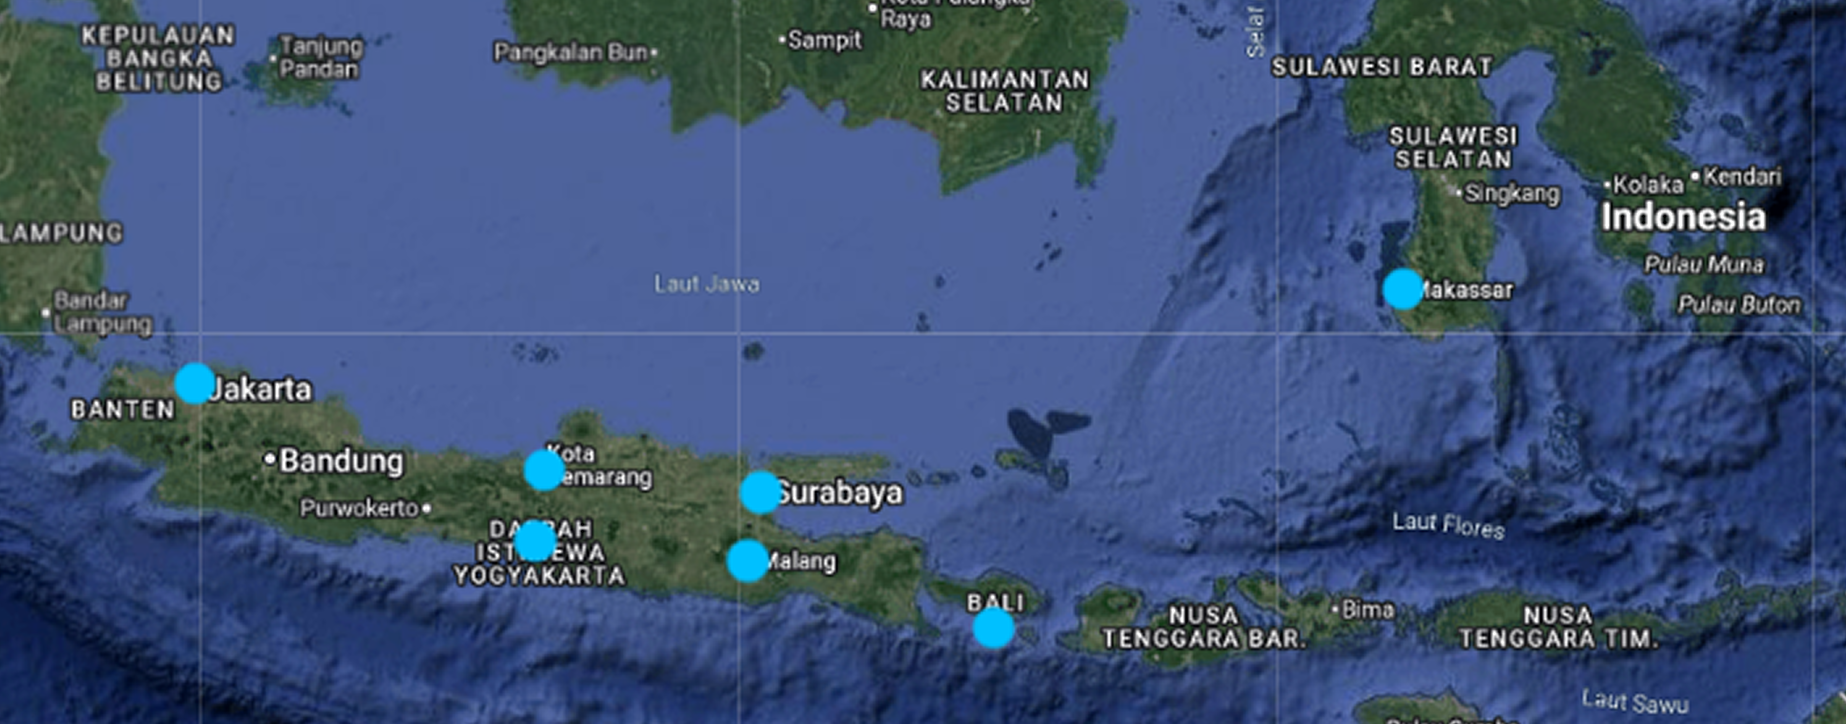 Raya
KEPULAUAN
BANGKA
BELITUNG
Tanjung
Pandan
Pangkalan Bun
Sampit
KALIMANTAN
SELATAN
Selat
SULAWESI BARAT
SULAWESI
SELATAN
Singkang
Kolaka
Kendari
Indonesia
Pulau Muna
Pulau Buton
LAMPUNG
Bandar
Lampung
Laut Jawa
Makassar
Jakarta
BANTEN
Bandung
Kota
Semarang
Purwokerto
Surabaya
DAERAH
ISTIMEWA
YOGYAKARTA
Malang
Laut Flores
BALI
NUSA
TENGGARA BAR.
Bima
NUSA
TENGGARA TIM.
Laut Sawu